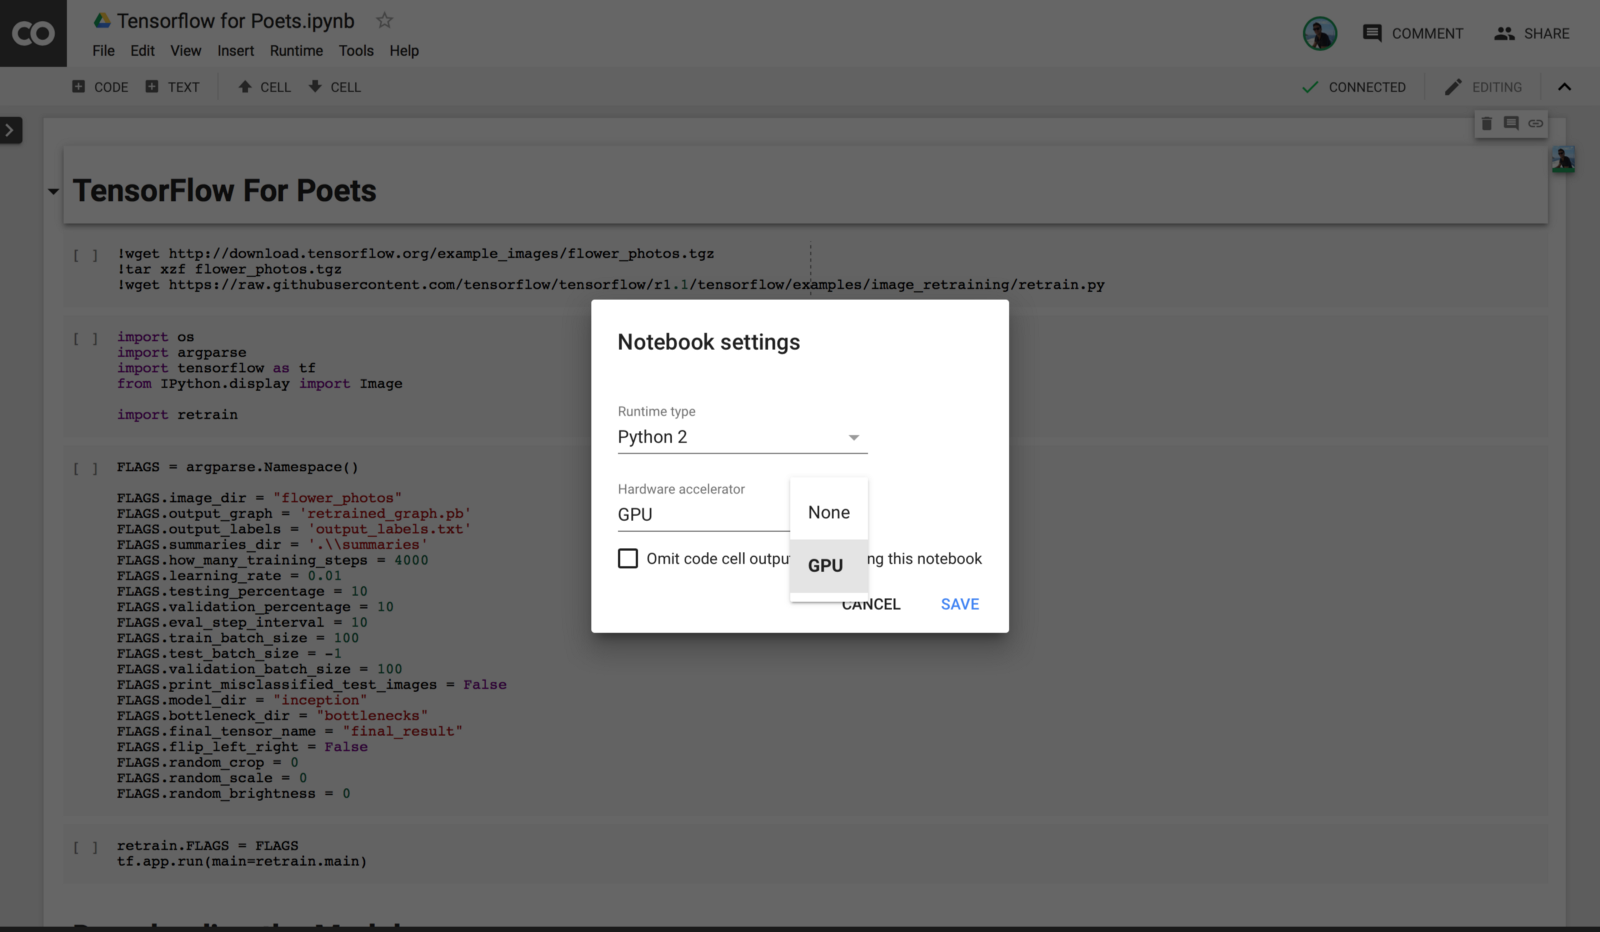 CO
Tensorflow for Poets.ipynb
File Edit View Insert Runtime Tools Help
COMMENT
SHARE
CODE TEXT CELL CELL
CONNECTED
EDITING
TensorFlow For Poets
[ ] !wget http://download.tensorflow.org/example_images/flower_photos.tgz
!tar xzf flower_photos.tgz
!wget https://raw.githubusercontent.com/tensorflow/tensorflow/r1.1/tensorflow/examples/image_retraining/retrain.py
[ ] import os
import argparse
import tensorflow as tf
from IPython.display import Image
import retrain
[ ] FLAGS = argparse.Namespace()
FLAGS.image_dir = "flower_photos"
FLAGS.output_graph = 'retrained_graph.pb'
FLAGS.output_labels = 'output_labels.txt'
FLAGS.summaries_dir = '.\\summaries'
FLAGS.how_many_training_steps = 4000
FLAGS.learning_rate = 0.01
FLAGS.testing_percentage = 10
FLAGS.validation_percentage = 10
FLAGS.eval_step_interval = 10
FLAGS.train_batch_size = 100
FLAGS.test_batch_size = -1
FLAGS.validation_batch_size = 100
FLAGS.print_misclassified_test_images = False
FLAGS.model_dir = "inception"
FLAGS.bottleneck_dir = "bottlenecks"
FLAGS.final_tensor_name = "final_result"
FLAGS.flip_left_right = False
FLAGS.random_crop = 0
FLAGS.random_scale = 0
FLAGS.random_brightness = 0
[ ] retrain.FLAGS = FLAGS
tf.app.run(main=retrain.main)
Notebook settings
Runtime type
Python 2
Hardware accelerator
GPU
None
GPU
Omit code cell outpu ng this notebook
CANCEL SAVE